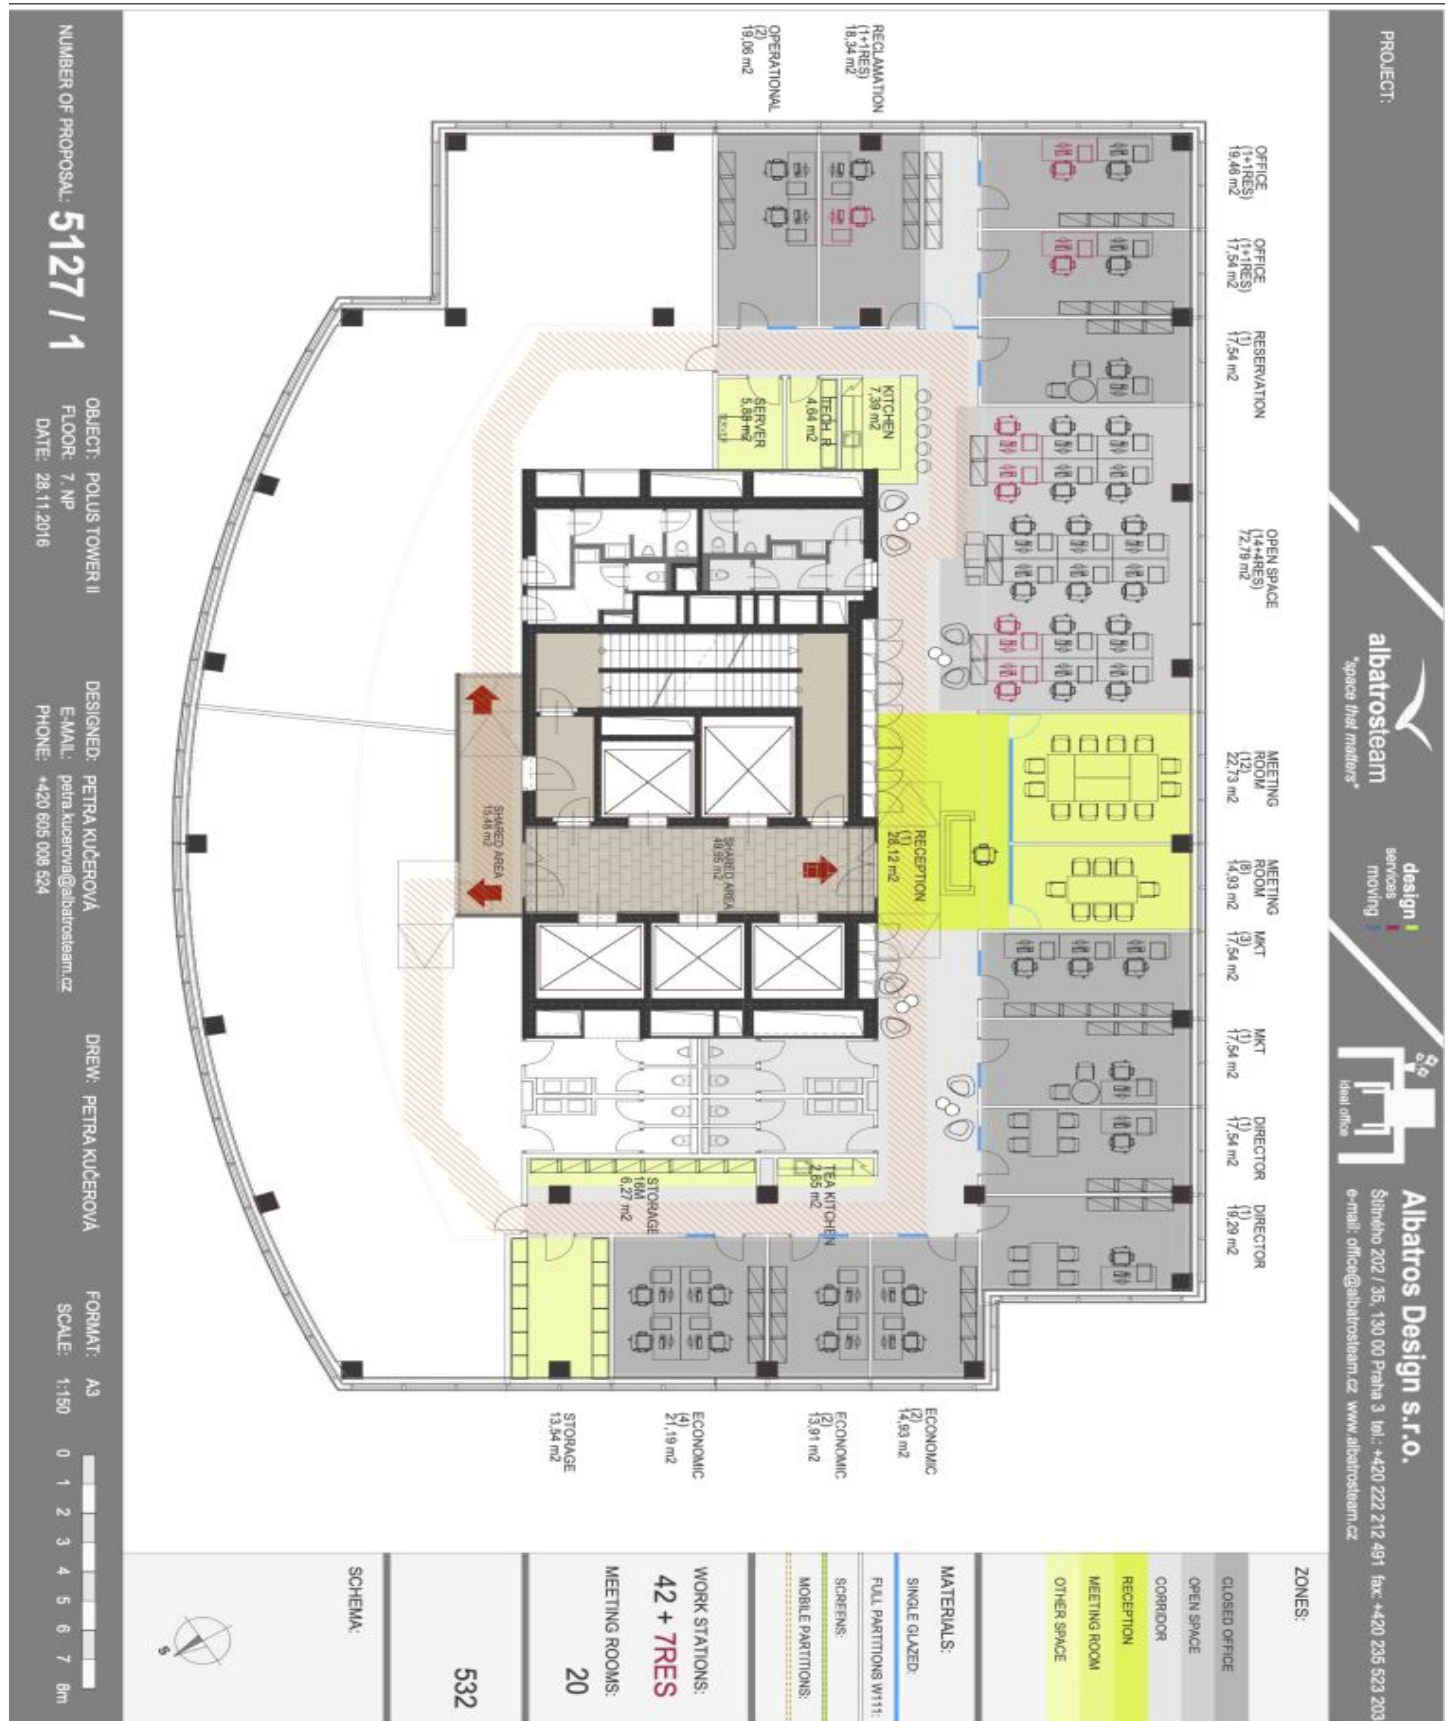 PROJECT:
albatrosteam
"space that matters"
design
services
moving
ideal office
Albatros Design s.r.o.
Štítného 202 / 35, 130 00 Praha 3 tel.: +420 222 212 491 fax: +420 235 523 203
e-mail: office@albatrosteam.cz www.albatrosteam.cz
OFFICE
(1+1RES)
19,46 m2
OFFICE
(1+1RES)
17,54 m2
RESERVATION
(1)
17,54 m2
OPEN SPACE
(14+4RES)
72,79 m2
MEETING
ROOM
(12)
22,73 m2
MEETING
ROOM
(8)
14,93 m2
MKT
(3)
17,54 m2
MKT
(1)
17,54 m2
DIRECTOR
(1)
17,54 m2
DIRECTOR
(1)
19,29 m2
RECLAMATION
(1+1RES)
18,34 m2
OPERATIONAL
(2)
19,06 m2
KITCHEN
7,39 m2
TECH.R
4,64 m2
SERVER
5,88 m2
SERVER
RECEPTION
(1)
28,12 m2
SHARED AREA
49,95 m2
SHARED AREA
15,48 m2
TEA KITCHEN
2,65 m2
STORAGE
16M
6,27 m2
ECONOMIC
(2)
14,93 m2
ECONOMIC
(2)
13,91 m2
ECONOMIC
(4)
21,19 m2
STORAGE
13,54 m2
ZONES:
CLOSED OFFICE
OPEN SPACE
CORRIDOR
RECEPTION
MEETING ROOM
OTHER SPACE
MATERIALS:
SINGLE GLAZED:
FULL PARTITIONS W111:
SCREENS:
MOBILE PARTITIONS:
WORK STATIONS:
42 + 7RES
MEETING ROOMS:
20
532
SCHEMA:
S
NUMBER OF PROPOSAL: 5127 / 1
OBJECT: POLUS TOWER II
FLOOR: 7. NP
DATE: 28.11.2016
DESIGNED: PETRA KUČEROVÁ
E-MAIL: petra.kucerova@albatrosteam.cz
PHONE: +420 605 008 524
DREW: PETRA KUČEROVÁ
FORMAT: A3
SCALE: 1:150
0 1 2 3 4 5 6 7 8m